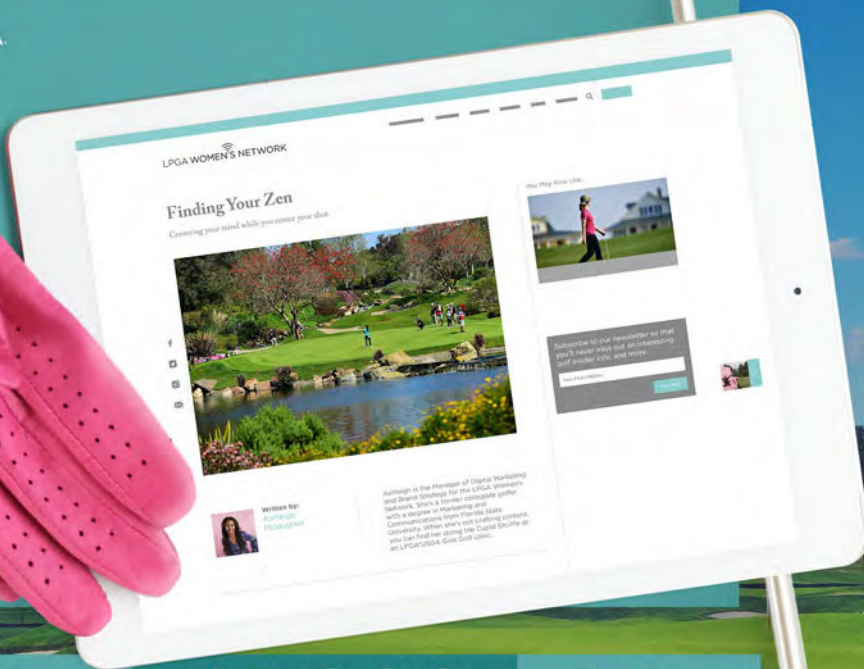 LPGA WOMEN'S NETWORK
Finding Your Zen
Centering your mind while you center your shot.
You May Also Like...
Subscribe to our newsletter so that
you'll never miss out on interesting
golf insider info, and more.
Written by:
Ashleigh
McLaughlin
Ashleigh is the Manager of Digital Marketing
and Brand Strategy for the LPGA Women's
Network. She's a former collegiate golfer
with a degree in Marketing and
Communications from Florida State
University. When she's not crafting content,
you can find her doing the Cupid Shuffle at
an LPGA*USGA Girls Golf clinic.